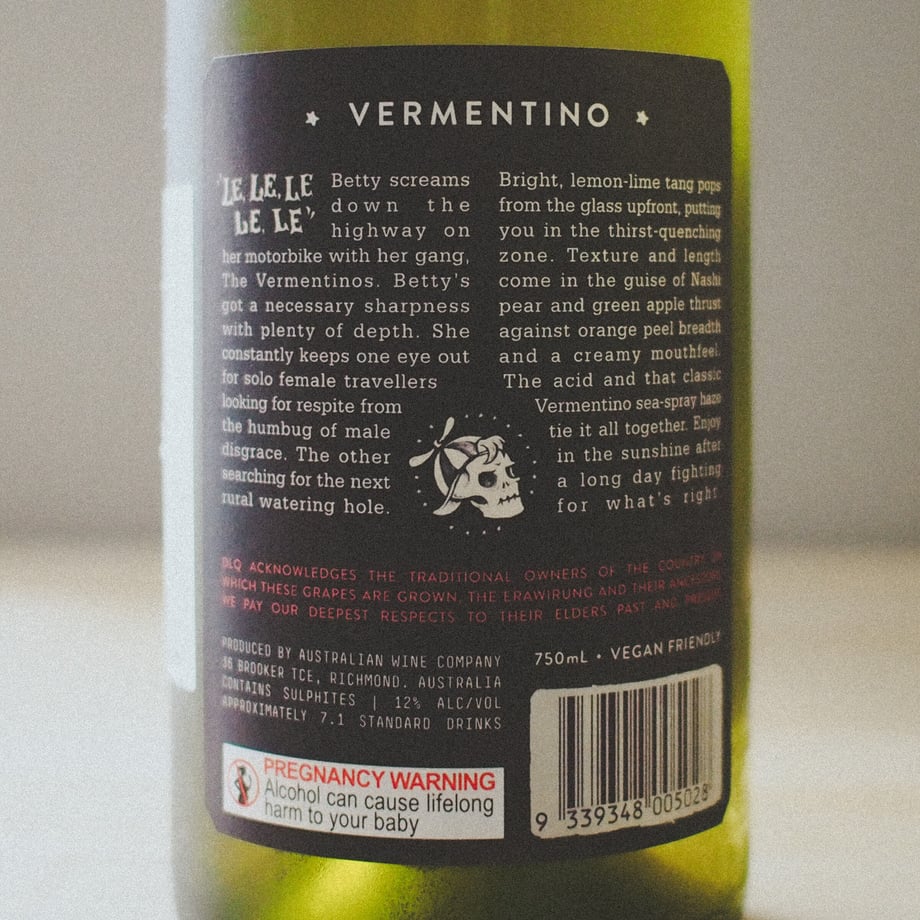 VERMENTINO
"LE, LE, LE
LE, LE"
Betty screams
down the
highway on
her motorbike with her gang,
The Vermentinos. Betty's
got a necessary sharpness
with plenty of depth. She
constantly keeps one eye out
for solo female travellers
looking for respite from
the humbug of male
disgrace. The other
searching for the next
rural watering hole.
Bright, lemon-lime tang pops
from the glass upfront, putting
you in the thirst-quenching
zone. Texture and length
come in the guise of Nashi
pear and green apple thrust
against orange peel breadth
and a creamy mouthfeel.
The acid and that classic
Vermentino sea-spray haze
tie it all together. Enjoy
in the sunshine after
a long day fighting
for what's right.
DLQ ACKNOWLEDGES THE TRADITIONAL OWNERS OF THE COUNTRY ON
WHICH THESE GRAPES ARE GROWN, THE ERAWIRUNG AND THEIR ANCESTORS.
WE PAY OUR DEEPEST RESPECTS TO THEIR ELDERS PAST AND PRESENT.
PRODUCED BY AUSTRALIAN WINE COMPANY
36 BROOKER TCE, RICHMOND. AUSTRALIA
CONTAINS SULPHITES | 12% ALC/VOL
APPROXIMATELY 7.1 STANDARD DRINKS
750mL • VEGAN FRIENDLY
PREGNANCY WARNING
Alcohol can cause lifelong
harm to your baby
9 339348 005028